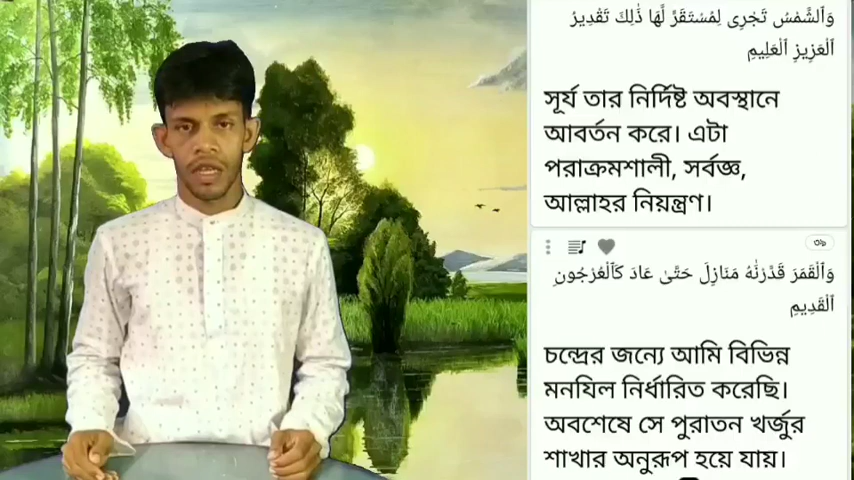 وَٱلشَّمْسُ تَجْرِى لِمُسْتَقَرٍّ لَّهَا ذَٰلِكَ تَقْدِيرُ
ٱلْعَزِيزِ ٱلْعَلِيمِ
সূর্য তার নির্দিষ্ট অবস্থানে
আবর্তন করে। এটা
পরাক্রমশালী, সর্বজ্ঞ,
আল্লাহর নিয়ন্ত্রণ।
৩৯
وَٱلْقَمَرَ قَدَّرْنَٰهُ مَنَازِلَ حَتَّىٰ عَادَ كَٱلْعُرْجُونِ
ٱلْقَدِيمِ
চন্দ্রের জন্যে আমি বিভিন্ন
মনযিল নির্ধারিত করেছি।
অবশেষে সে পুরাতন খর্জুর
শাখার অনুরূপ হয়ে যায়।